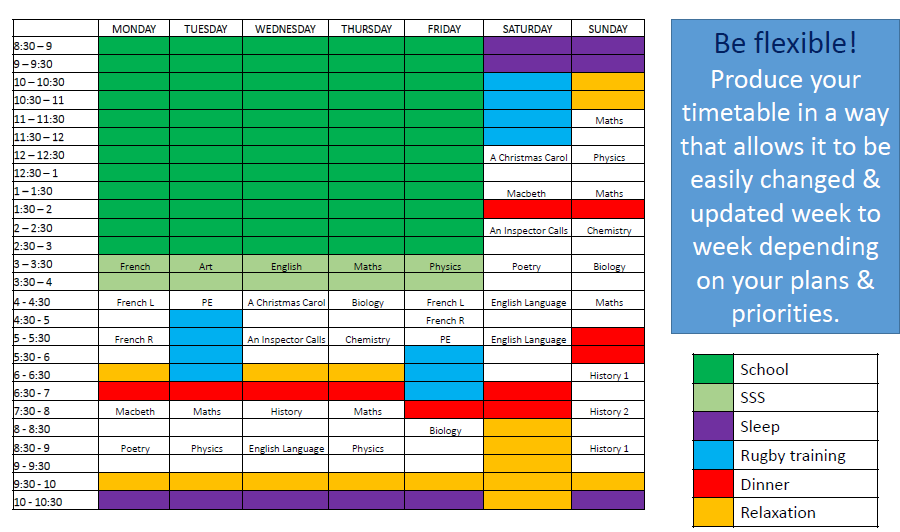 MONDAY TUESDAY WEDNESDAY THURSDAY FRIDAY SATURDAY SUNDAY
8:30 – 9
9 – 9:30
10 – 10:30
10:30 – 11
11 – 11:30 Maths
11:30 – 12
12 – 12:30 A Christmas Carol Physics
12:30 – 1
1 – 1:30 Macbeth Maths
1:30 – 2
2 – 2:30 An Inspector Calls Chemistry
2:30 – 3
3 – 3:30 French Art English Maths Physics Poetry Biology
3:30 – 4
4 - 4:30 French L PE A Christmas Carol Biology French L English Language Maths
4:30 - 5 French R
5 - 5:30 French R An Inspector Calls Chemistry PE English Language
5:30 - 6
6 - 6:30 History 1
6:30 - 7
7:30 - 8 Macbeth Maths History Maths History 2
8 - 8:30 Biology
8:30 - 9 Poetry Physics English Language Physics History 1
9 - 9:30
9:30 - 10
10 - 10:30
Be flexible!
Produce your
timetable in a way
that allows it to be
easily changed &
updated week to
week depending
on your plans &
priorities.
School
SSS
Sleep
Rugby training
Dinner
Relaxation